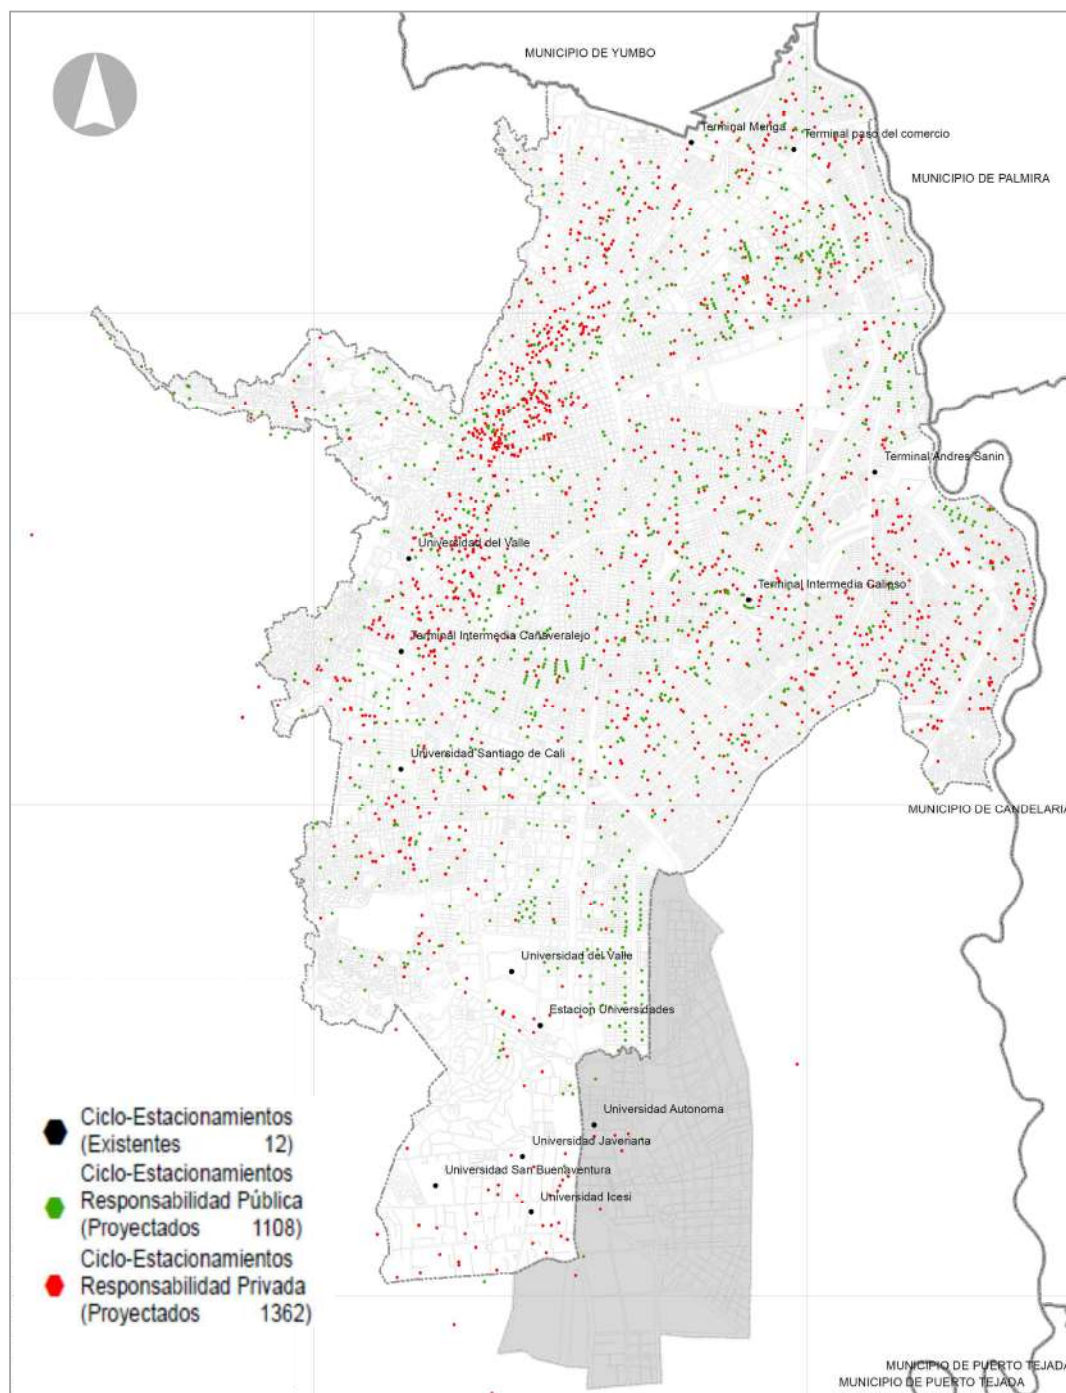 MUNICIPIO DE YUMBO
Terminal Menga
Terminal paso del comercio
MUNICIPIO DE PALMIRA
Terminal Andres Sanin
Universidad del Valle
Terminal Intermedia Calipso
Terminal Intermedia Cañaveralejo
Universidad Santiago de Cali
MUNICIPIO DE CANDELARIA
Universidad del Valle
Estacion Universidades
Universidad Autonoma
Universidad Javeriana
Universidad San Buenaventura
Universidad Icesi
Ciclo-Estacionamientos
(Existentes 12)
Ciclo-Estacionamientos
Responsabilidad Pública
(Proyectados 1108)
Ciclo-Estacionamientos
Responsabilidad Privada
(Proyectados 1362)
MUNICIPIO DE PUERTO TEJADA
MUNICIPIO DE PUERTO TEJADA